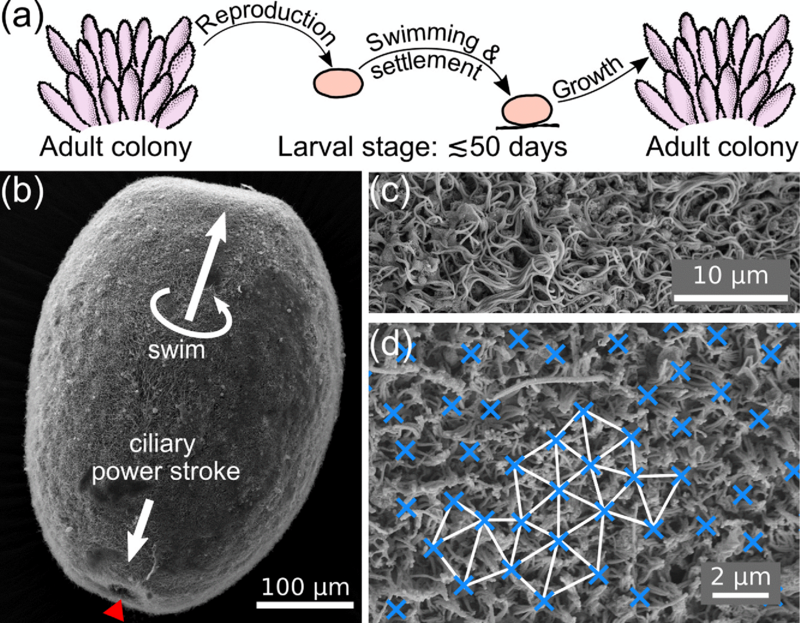 (a)
Reproduction
Swimming &
settlement
Growth
Adult colony
Larval stage: ≲50 days
Adult colony
(b)
swim
ciliary
power stroke
100 μm
(c)
10 μm
(d)
2 μm